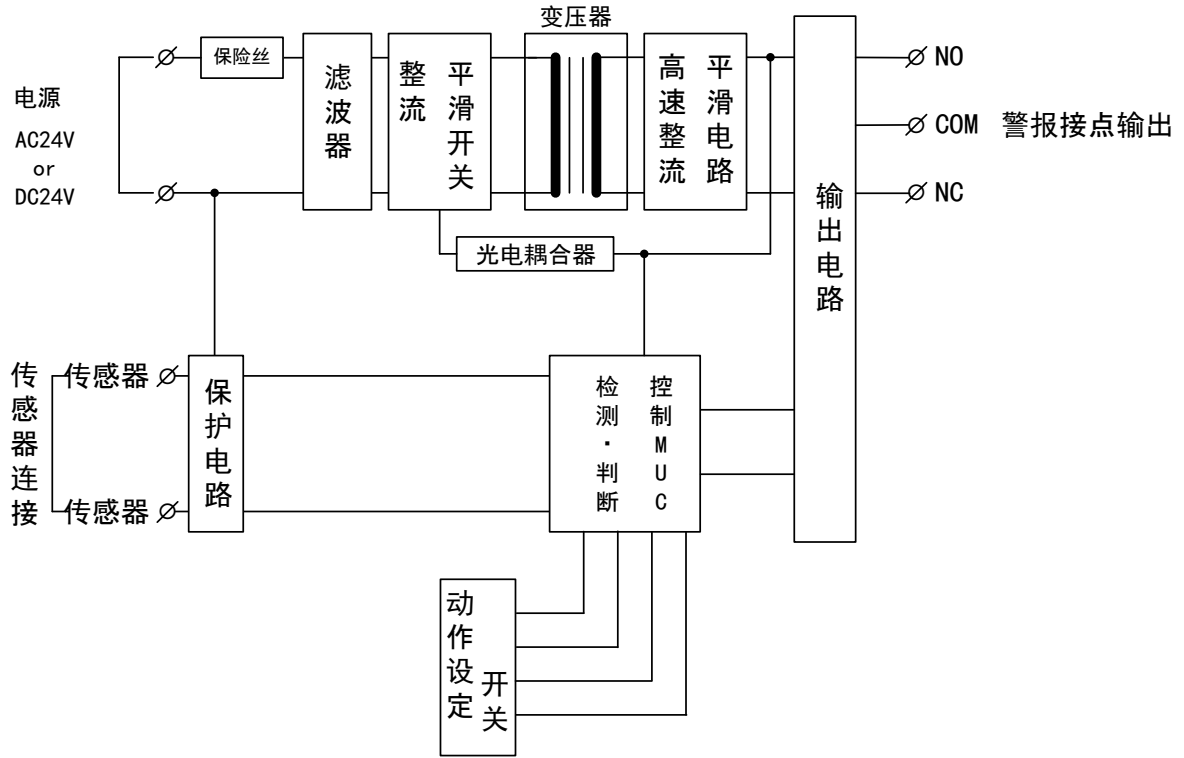 变压器
保险丝
滤波器
整流
平滑开关
高速整流
平滑电路
NO
COM
警报接点输出
NC
电源
AC24V
or
DC24V
输出电路
光电耦合器
传感器连接
传感器
传感器
保护电路
检测·判断
控制MUC
动作设定
开关